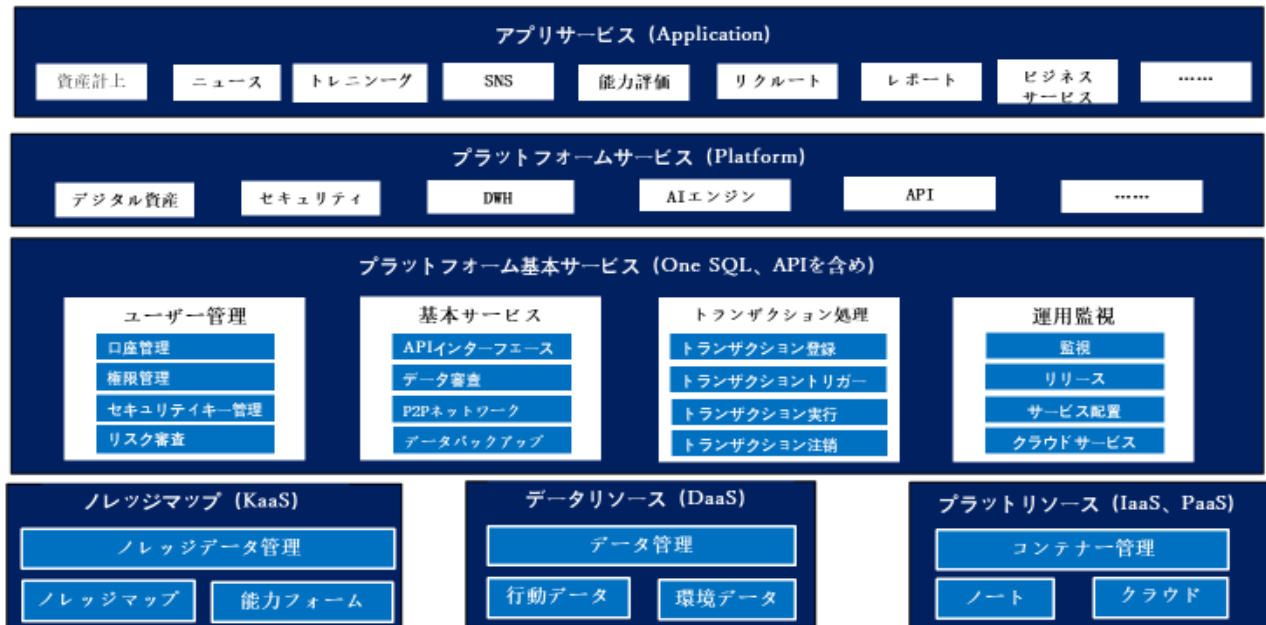 アプリサービス (Application)
資産計上
ニュース
トレニンーグ
SNS
能力評価
リクルート
レポート
ビジネス
サービス
……
プラットフォームサービス (Platform)
デジタル資産
セキュリティ
DWH
AIエンジン
API
……
プラットフォーム基本サービス (One SQL、APIを含め)
ユーザー管理
口座管理
権限管理
セキュリテイキー管理
リスク審査
基本サービス
APIインターフエース
データ審査
P2Pネットワーク
データバックアップ
トランザクション処理
トランザクション登録
トランザクショントリガー
トランザクション実行
トランザクション注銷
運用監視
監視
リリース
サービス配置
クラウドサービス
ノレッジマップ (KaaS)
ノレッジデータ管理
ノレッジマップ
能力フォーム
データリソース (DaaS)
データ管理
行動データ
環境データ
プラットリソース (IaaS、PaaS)
コンテナー管理
ノート
クラウド